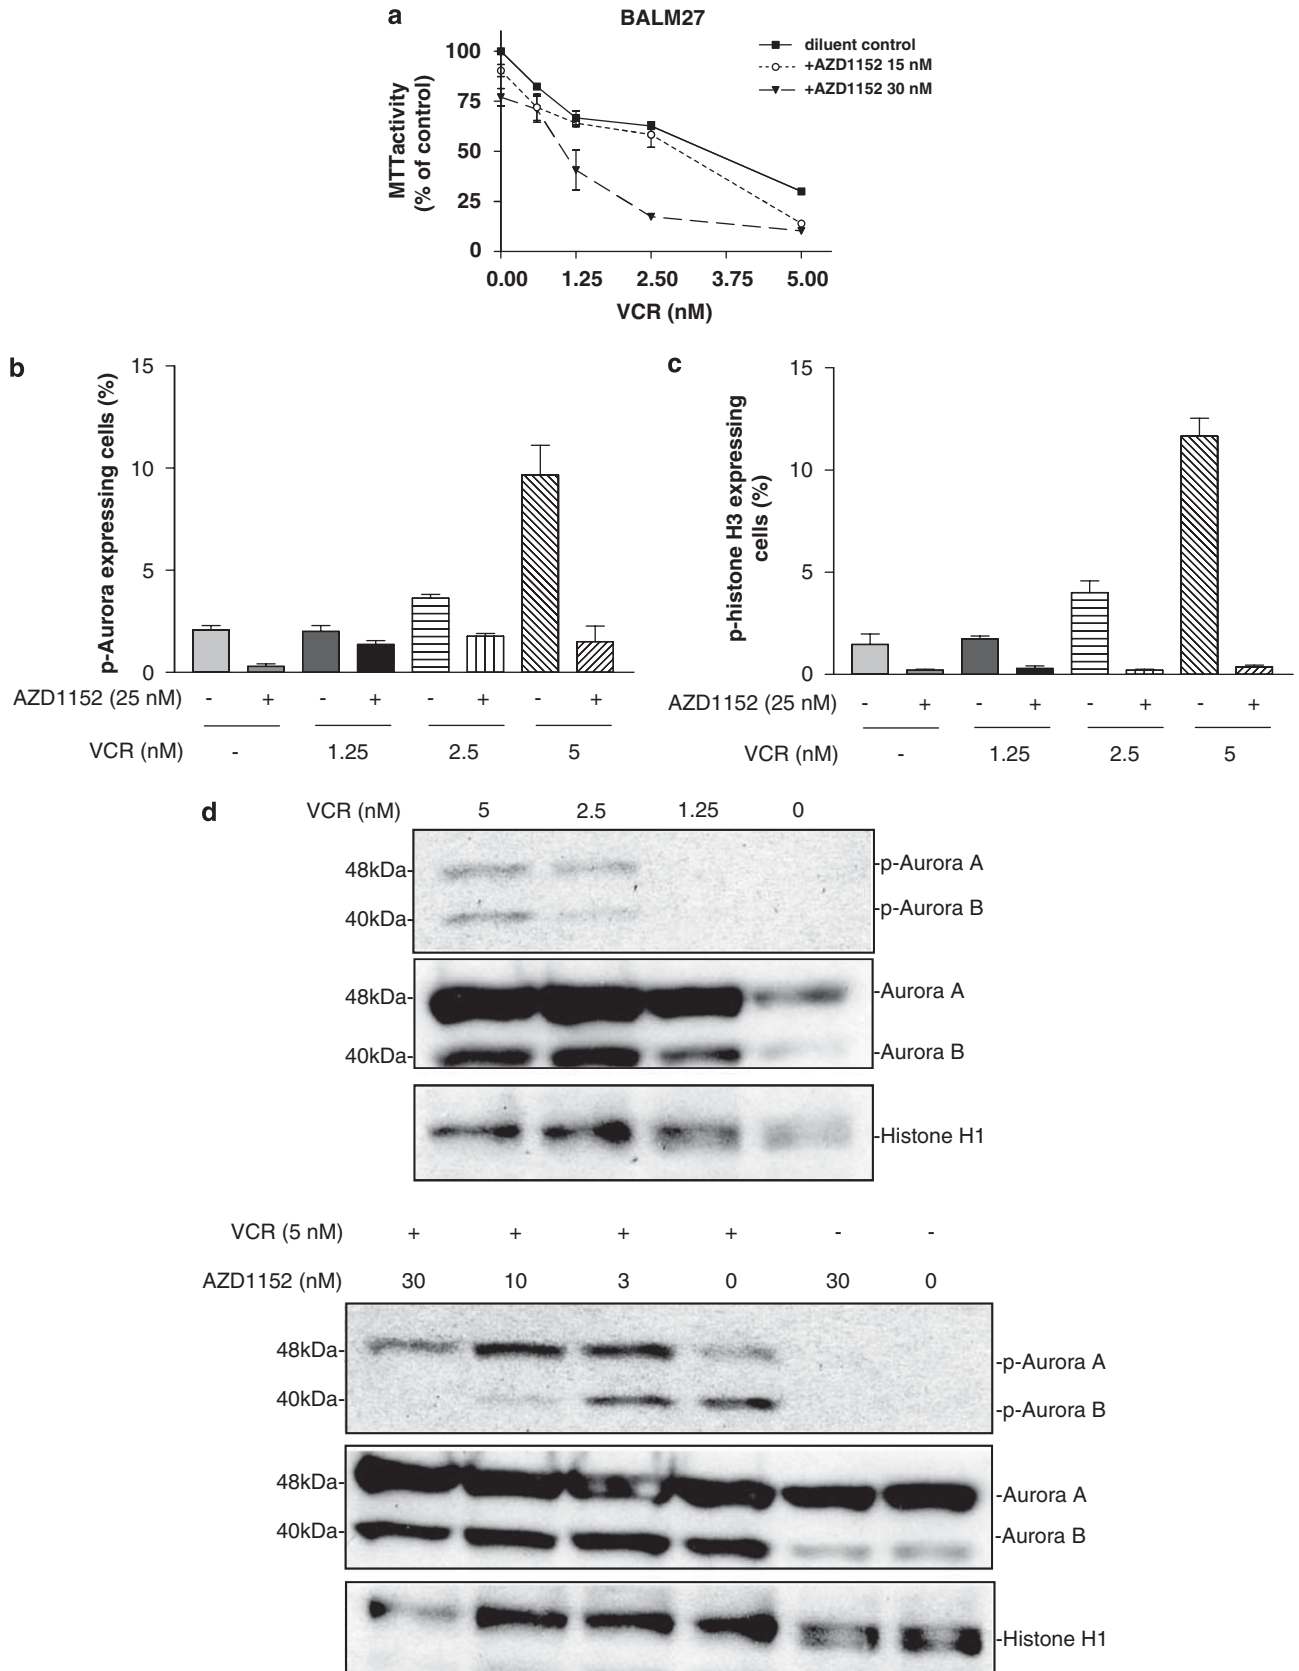 a
BALM27
diluent control
+AZD1152 15 nM
+AZD1152 30 nM
MTTactivity
(% of control)
100
75
50
25
0
0.00 1.25 2.50 3.75 5.00
VCR (nM)
b
p-Aurora expressing cells (%)
15
10
5
0
AZD1152 (25 nM) - + - + - + - +
VCR (nM) - 1.25 2.5 5
c
p-histone H3 expressing
cells (%)
15
10
5
0
AZD1152 (25 nM) - + - + - + - +
VCR (nM) - 1.25 2.5 5
d
VCR (nM) 5 2.5 1.25 0
48kDa- -p-Aurora A
40kDa- -p-Aurora B
48kDa- -Aurora A
40kDa- -Aurora B
-Histone H1
VCR (5 nM) + + + + - -
AZD1152 (nM) 30 10 3 0 30 0
48kDa- -p-Aurora A
40kDa- -p-Aurora B
48kDa- -Aurora A
40kDa- -Aurora B
-Histone H1